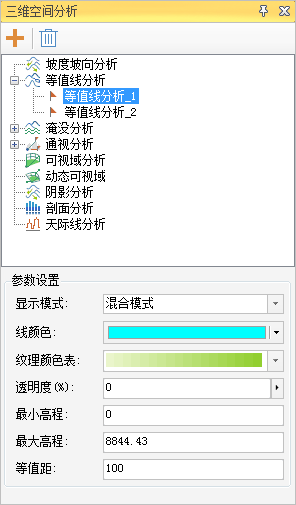 三维空间分析
坡度坡向分析
等值线分析
等值线分析_1
等值线分析_2
淹没分析
通视分析
可视域分析
动态可视域
阴影分析
剖面分析
天际线分析
参数设置
显示模式: 混合模式
线颜色:
纹理颜色表:
透明度(%): 0
最小高程: 0
最大高程: 8844.43
等值距: 100